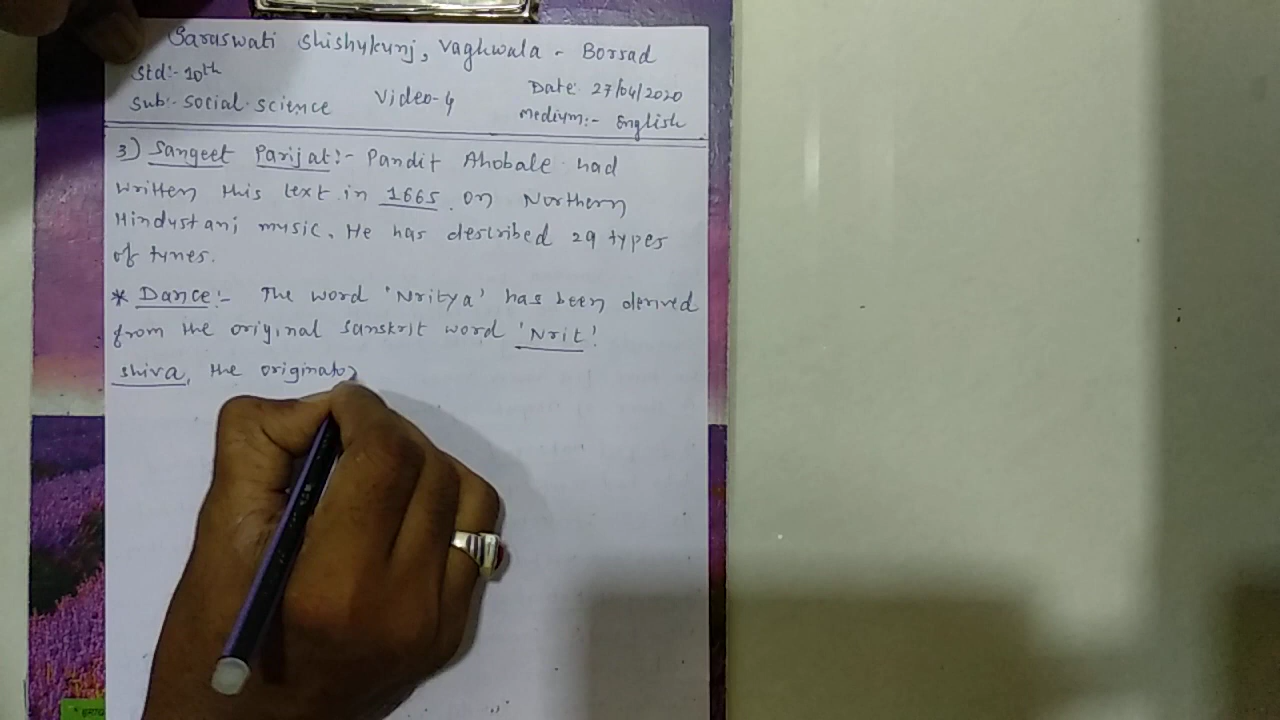 Saraswati Shishykunj, Vaghwala - Borsad
Std:- 10th
Date: 27/04/2020
Sub:- Social science
Video-4
Medium:- English
3) Sangeet Parijat:- Pandit Ahobale had
written this text in 1665 on Northern
Hindustani music. He has described 29 types
of tunes.
* Dance:- The word 'Nritya' has been derived
from the original Sanskrit word 'Nrit'.
Shiva, the originator